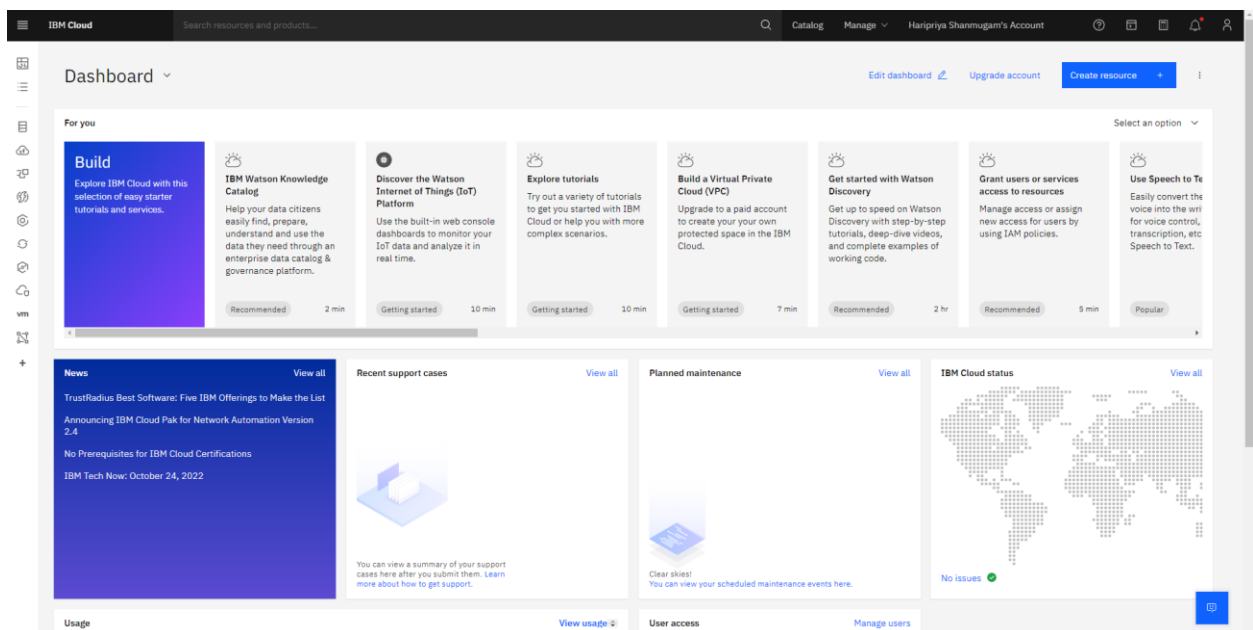 IBM Cloud
Search resources and products...
Catalog
Manage
Haripriya Shanmugam's Account
Dashboard
Edit dashboard
Upgrade account
Create resource +
For you
Select an option
Build
Explore IBM Cloud with this
selection of easy starter
tutorials and services.
IBM Watson Knowledge
Catalog
Help your data citizens
easily find, prepare,
understand and use the
data they need through an
enterprise data catalog &
governance platform.
Recommended
2 min
Discover the Watson
Internet of Things (IoT)
Platform
Use the built-in web console
dashboards to monitor your
IoT data and analyze it in
real time.
Getting started
10 min
Explore tutorials
Try out a variety of tutorials
to get you started with IBM
Cloud or help you with more
complex scenarios.
Getting started
10 min
Build a Virtual Private
Cloud (VPC)
Upgrade to a paid account
to create your your own
protected space in the IBM
Cloud.
Getting started
7 min
Get started with Watson
Discovery
Get up to speed on Watson
Discovery with step-by-step
tutorials, deep-dive videos,
and complete examples of
working code.
Recommended
2 hr
Grant users or services
access to resources
Manage access or assign
new access for users by
using IAM policies.
Recommended
5 min
Use Speech to Te
Easily convert the
voice into the wri
for voice control,
transcription, etc
Speech to Text.
Popular
vm
News
View all
TrustRadius Best Software: Five IBM Offerings to Make the List
Announcing IBM Cloud Pak for Network Automation Version
2.4
No Prerequisites for IBM Cloud Certifications
IBM Tech Now: October 24, 2022
Recent support cases
View all
You can view a summary of your support
cases here after you submit them. Learn
more about how to get support.
Planned maintenance
View all
Clear skies!
You can view your scheduled maintenance events here.
IBM Cloud status
View all
No issues
Usage
View usage
User access
Manage users